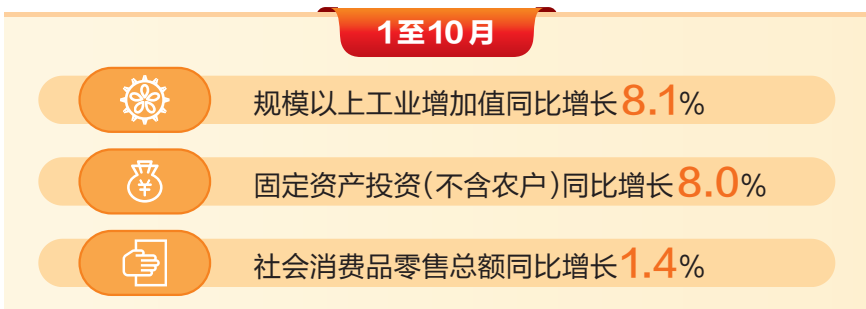 1至10月
规模以上工业增加值同比增长8.1%
¥
固定资产投资(不含农户)同比增长8.0%
社会消费品零售总额同比增长1.4%